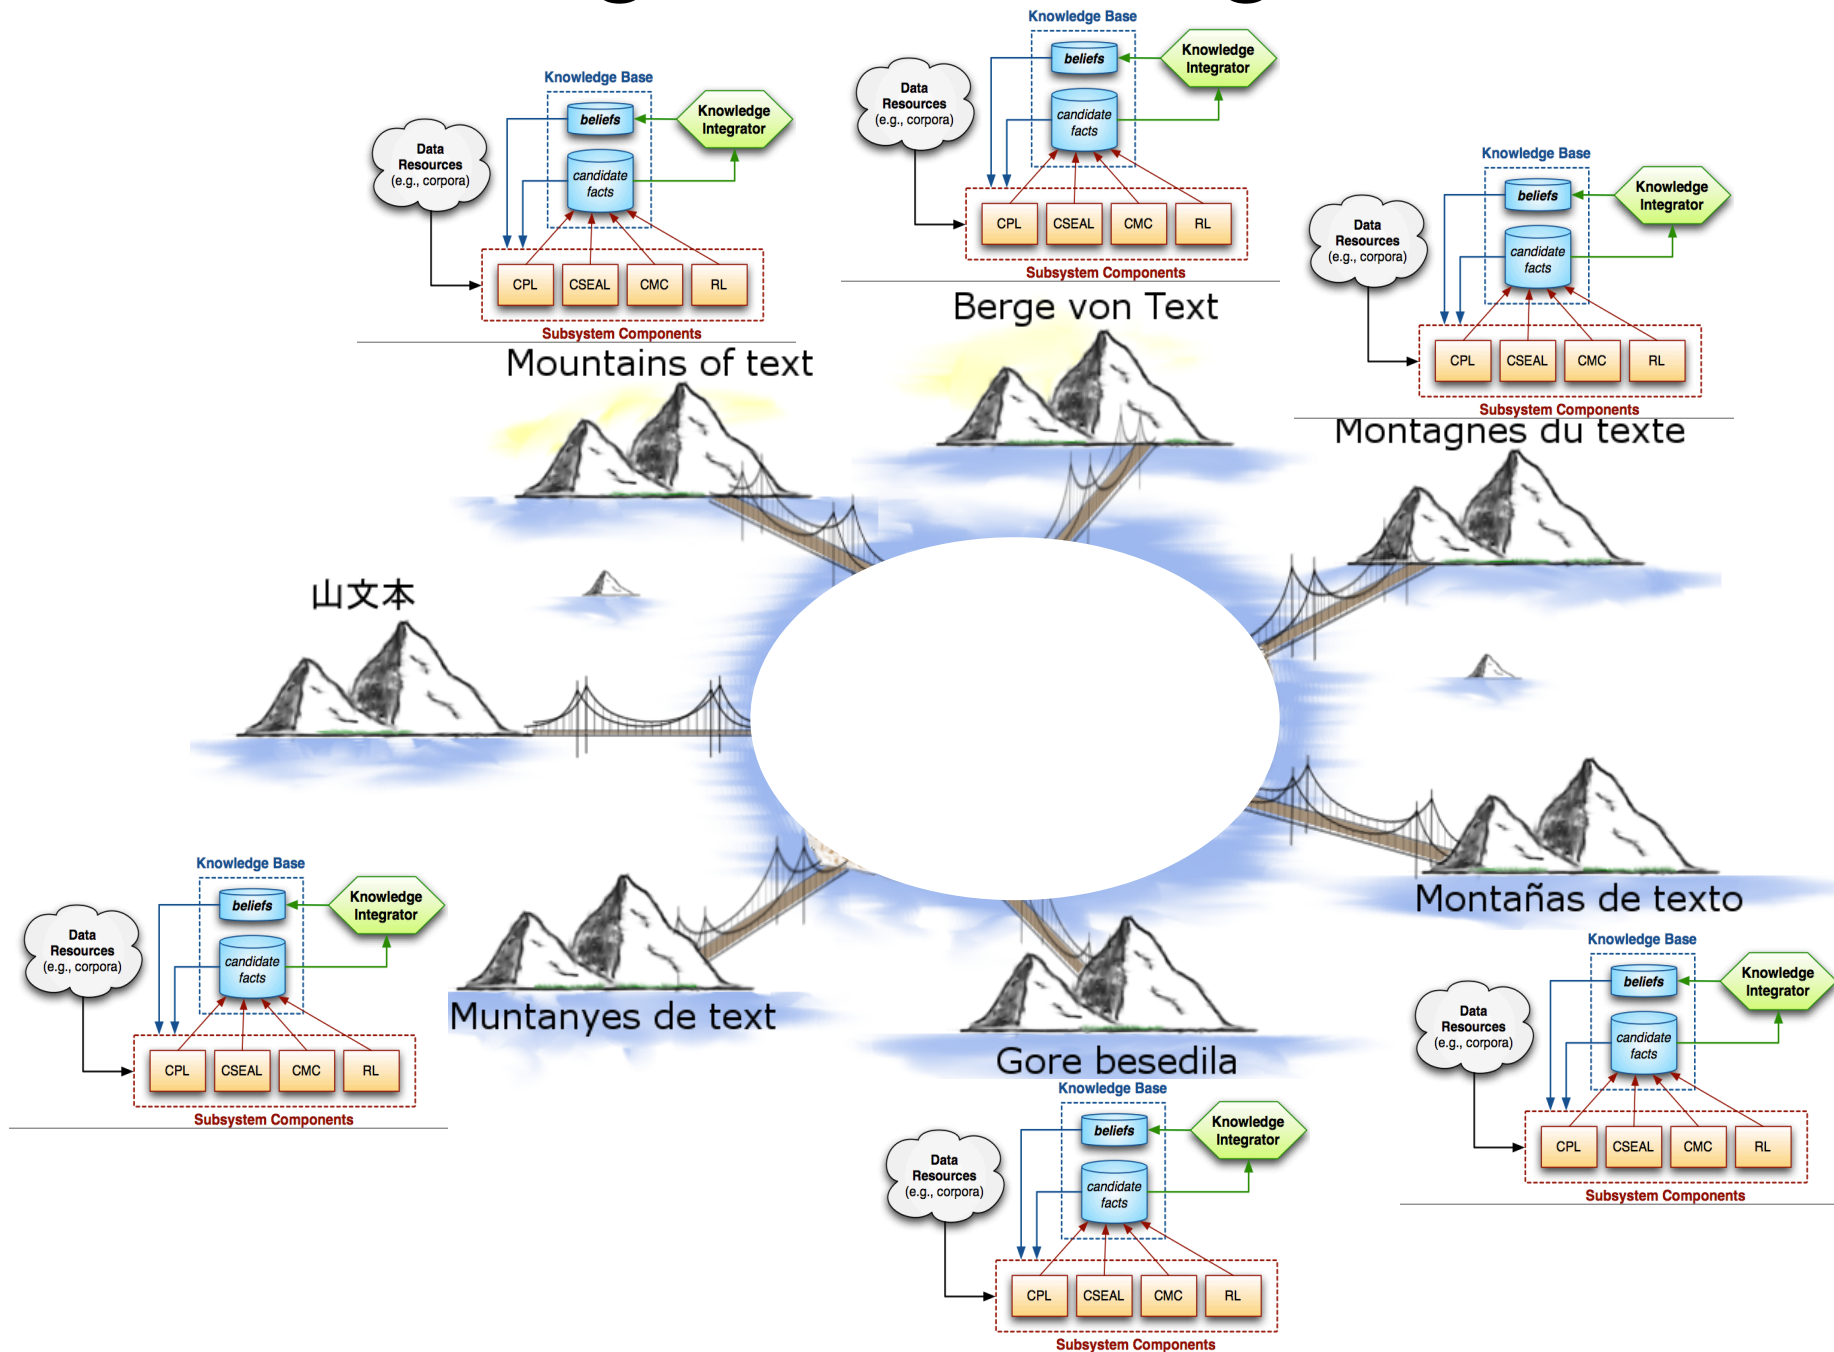 Knowledge Base
beliefs
Knowledge
Integrator
Data
Resources
(e.g., corpora)
candidate
facts
CPL
CSEAL
CMC
RL
Subsystem Components
Berge von Text
Knowledge Base
beliefs
Knowledge
Integrator
Data
Resources
(e.g., corpora)
candidate
facts
CPL
CSEAL
CMC
RL
Subsystem Components
Mountains of text
Knowledge Base
beliefs
Knowledge
Integrator
Data
Resources
(e.g., corpora)
candidate
facts
CPL
CSEAL
CMC
RL
Subsystem Components
Montagnes du texte
山文本
Montañas de texto
Knowledge Base
beliefs
Knowledge
Integrator
Data
Resources
(e.g., corpora)
candidate
facts
CPL
CSEAL
CMC
RL
Subsystem Components
Muntanyes de text
Knowledge Base
beliefs
Knowledge
Integrator
Data
Resources
(e.g., corpora)
candidate
facts
CPL
CSEAL
CMC
RL
Subsystem Components
Gore besedila
Knowledge Base
beliefs
Knowledge
Integrator
Data
Resources
(e.g., corpora)
candidate
facts
CPL
CSEAL
CMC
RL
Subsystem Components